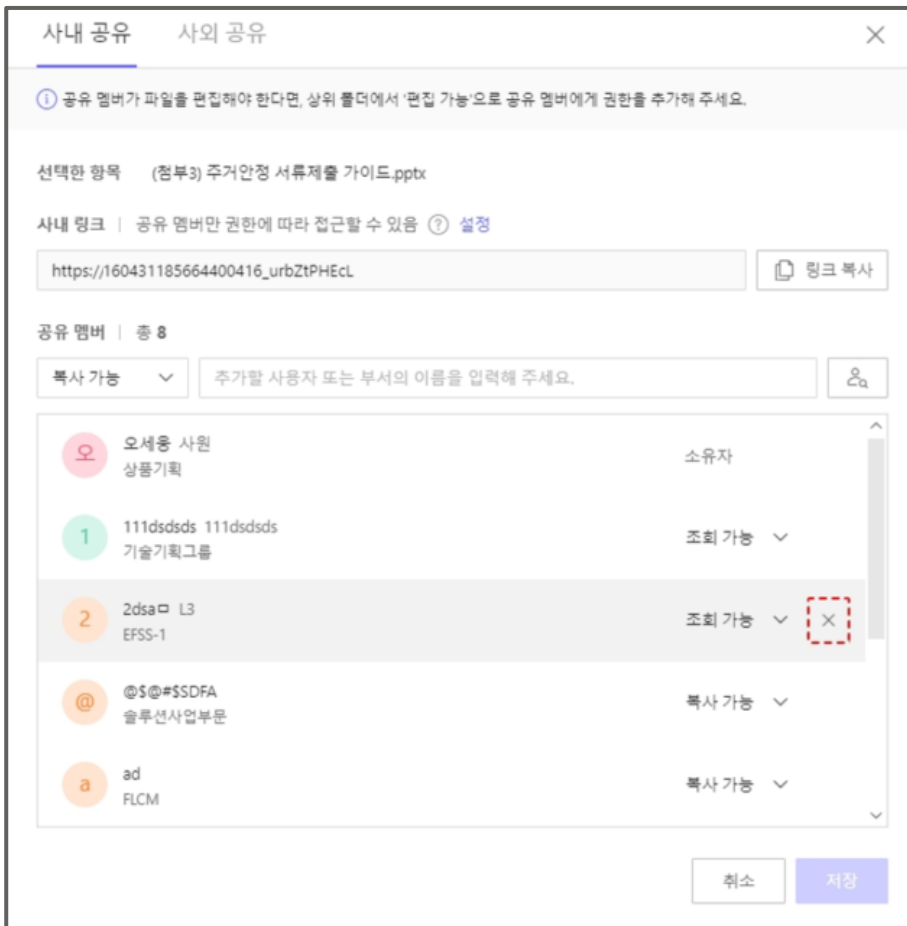 사내 공유 사외 공유
공유 멤버가 파일을 편집해야 한다면, 상위 폴더에서 '편집 가능'으로 공유 멤버에게 권한을 추가해 주세요.
선택한 항목 (첨부3) 주거안정 서류제출 가이드.pptx
사내 링크 | 공유 멤버만 권한에 따라 접근할 수 있음 ? 설정
https://160431185664400416_urbZtPHEcL 링크 복사
공유 멤버 | 총 8
복사 가능 추가할 사용자 또는 부서의 이름을 입력해 주세요.
오 오세웅 사원
상품기획
소유자
1 111dsdsds 111dsdsds
기술기획그룹
조회 가능
2 2dsaㅁ L3
EFSS-1
조회 가능
@ @$@#$SDFA
솔루션사업부문
복사 가능
a ad
FLCM
복사 가능
취소 저장